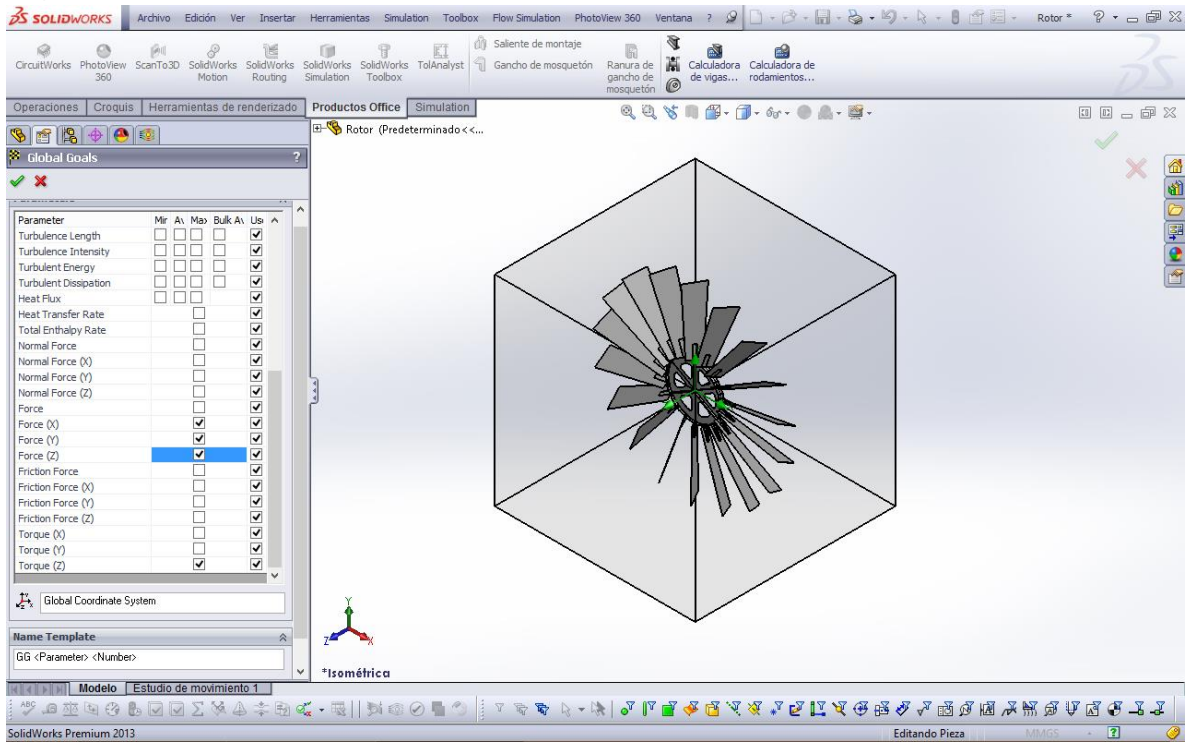 SOLIDWORKS Archivo Edición Ver Insertar Herramientas Simulation Toolbox Flow Simulation PhotoView 360 Ventana ? Rotor * ?
CircuitWorks PhotoView 360 ScanTo3D SolidWorks Motion SolidWorks Routing SolidWorks Simulation SolidWorks Toolbox TolAnalyst
Saliente de montaje
Gancho de mosquetón
Ranura de gancho de mosquetón
Calculadora de vigas...
Calculadora de rodamientos...
Operaciones Croquis Herramientas de renderizado Productos Office Simulation
Rotor (Predeterminado<<...
Global Goals ?
Parameter Mir Max Bulk Use
Turbulence Length
Turbulence Intensity
Turbulent Energy
Turbulent Dissipation
Heat Flux
Heat Transfer Rate
Total Enthalpy Rate
Normal Force
Normal Force (X)
Normal Force (Y)
Normal Force (Z)
Force
Force (X)
Force (Y)
Force (Z)
Friction Force
Friction Force (X)
Friction Force (Y)
Friction Force (Z)
Torque (X)
Torque (Y)
Torque (Z)
Global Coordinate System
Name Template
GG <Parameter> <Number>
Y
Z X
*Isométrica
Modelo Estudio de movimiento 1
SolidWorks Premium 2013 Editando Pieza MMGS ?